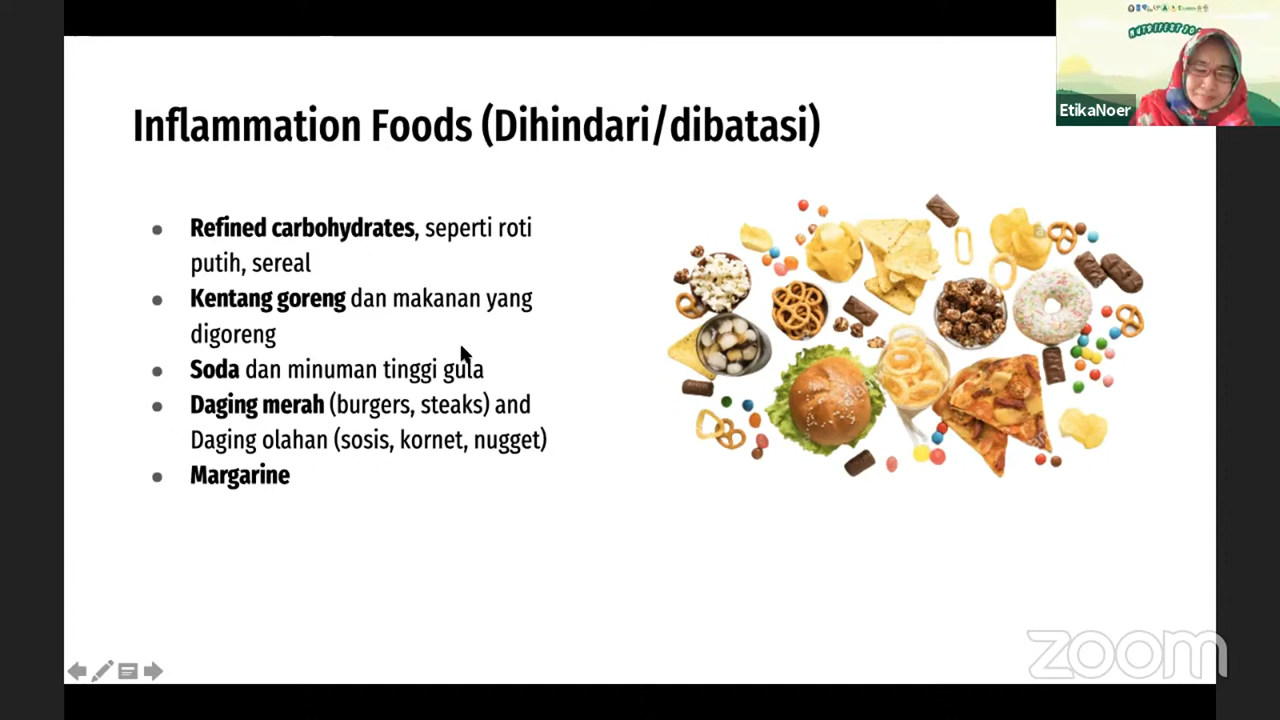 Inflammation Foods (Dihindari/dibatasi)
Refined carbohydrates, seperti roti
putih, sereal
Kentang goreng dan makanan yang
digoreng
Soda dan minuman tinggi gula
Daging merah (burgers, steaks) and
Daging olahan (sosis, kornet, nugget)
Margarine
EtikaNoer
zoom